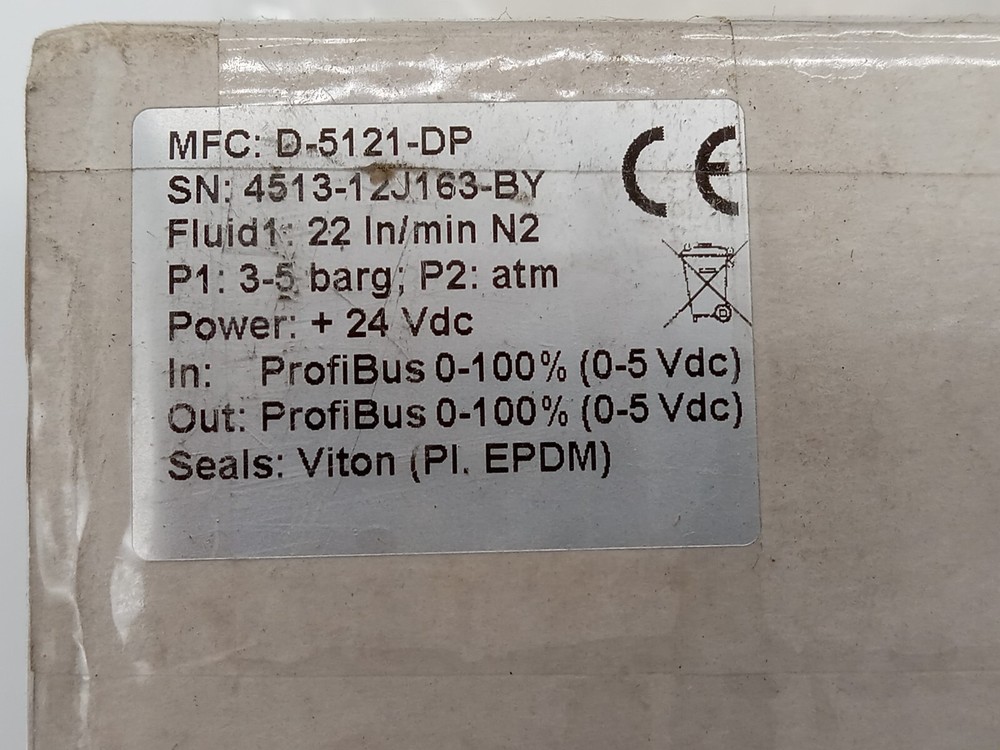 MFC: D-5121-DP
SN: 4513-12J163-BY
Fluid1: 22 ln/min N2
P1: 3-5 barg; P2: atm
Power: + 24 Vdc
In: ProfiBus 0-100% (0-5 Vdc)
Out: ProfiBus 0-100% (0-5 Vdc)
Seals: Viton (Pl. EPDM)
CE